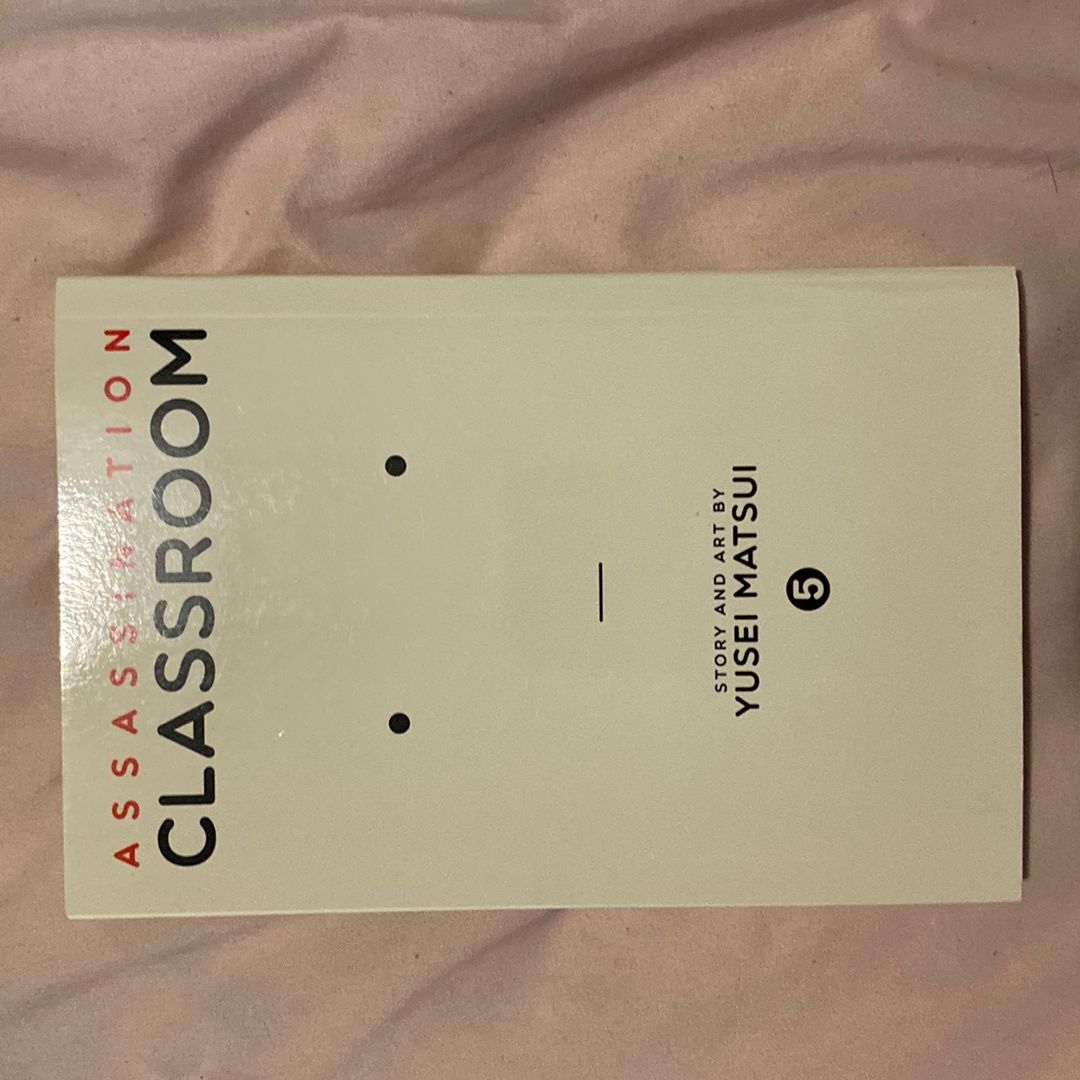 ASSASSINATION
CLASSROOM
STORY AND ART BY
YUSEI MATSUI
5